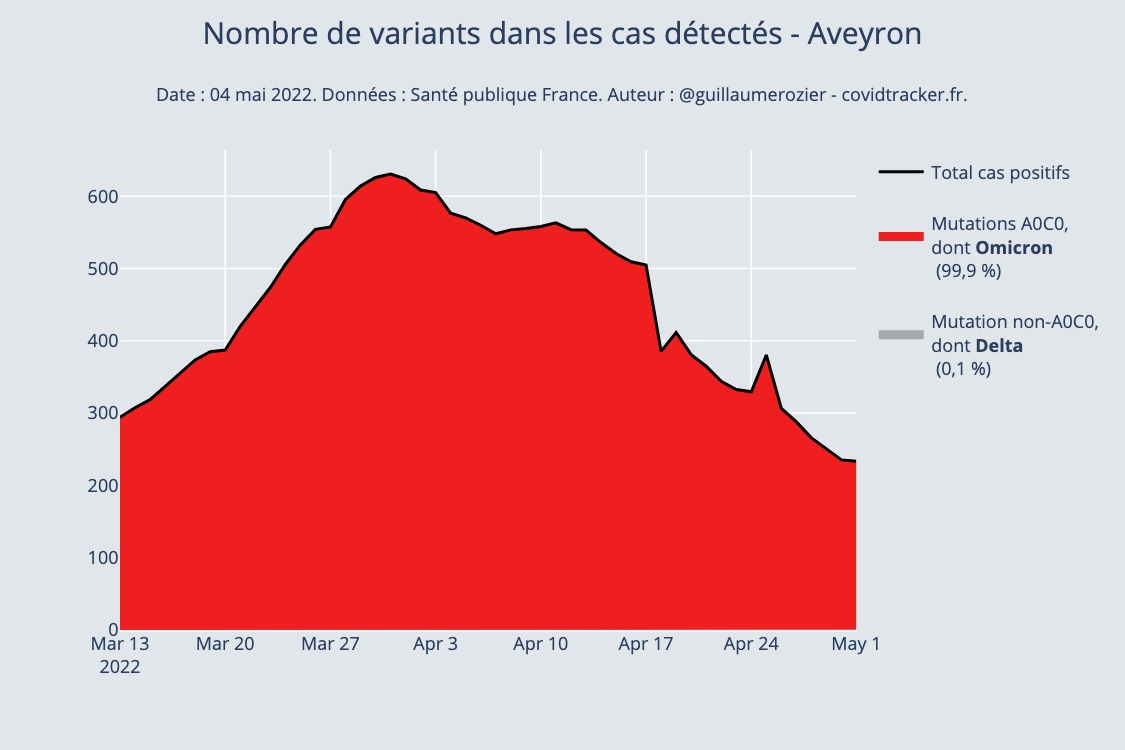 Nombre de variants dans les cas détectés - Aveyron
Date : 04 mai 2022. Données : Santé publique France. Auteur : @guillaumerozier - covidtracker.fr.
Total cas positifs
Mutations A0C0,
dont Omicron
(99,9 %)
Mutation non-A0C0,
dont Delta
(0,1 %)
600
500
400
300
200
100
0
Mar 13 Mar 20 Mar 27 Apr 3 Apr 10 Apr 17 Apr 24 May 1
2022